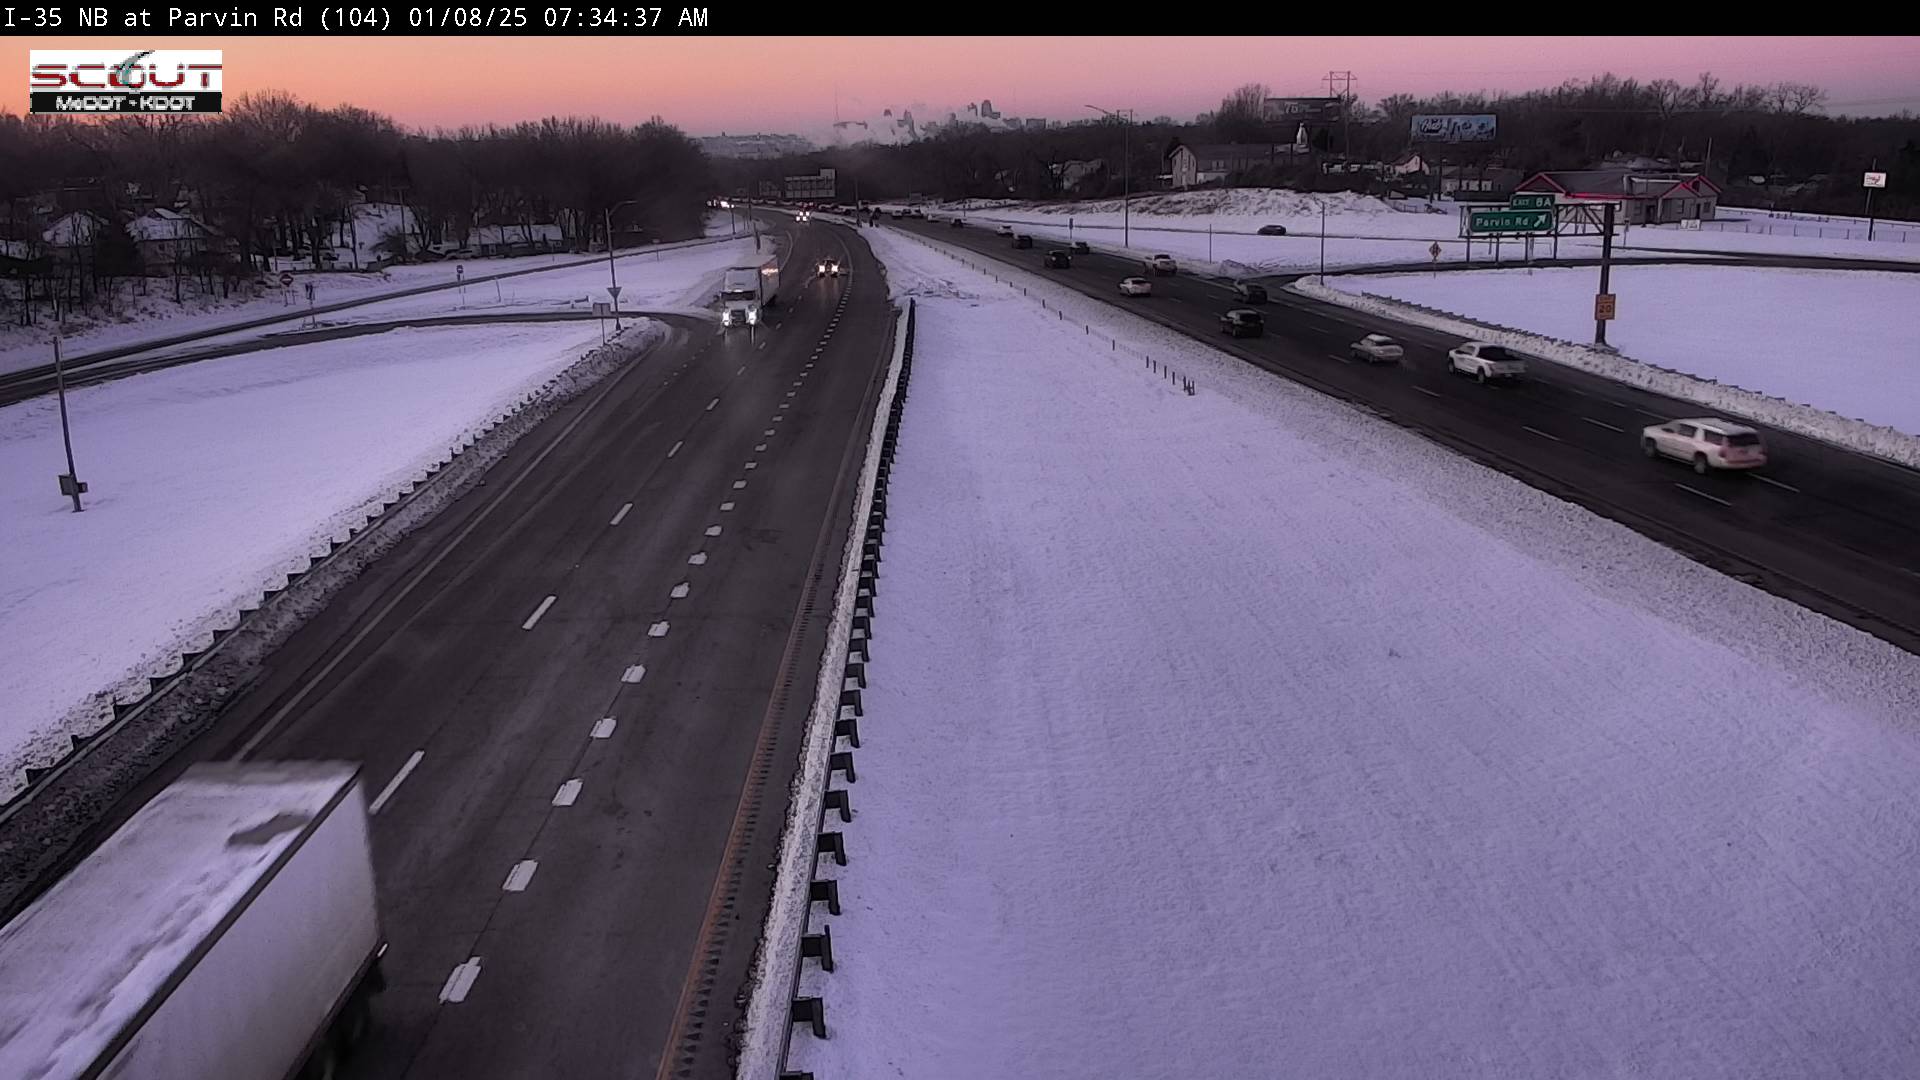 I-35 NB at Parvin Rd (104) 01/08/25 07:34:37 AM
SCOUT
MoDOT - KDOT
EXIT 8A
Parvin Rd
20